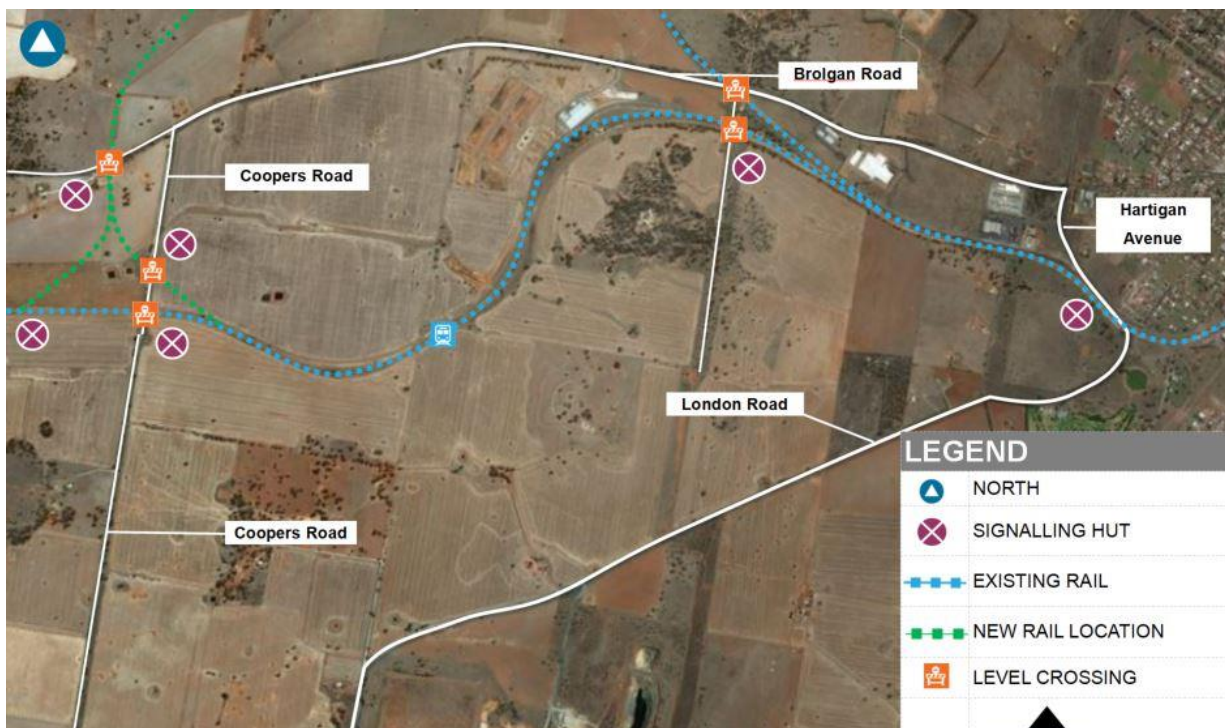 Brolgan Road
Coopers Road
Hartigan
Avenue
London Road
Coopers Road
LEGEND
NORTH
SIGNALLING HUT
EXISTING RAIL
NEW RAIL LOCATION
LEVEL CROSSING